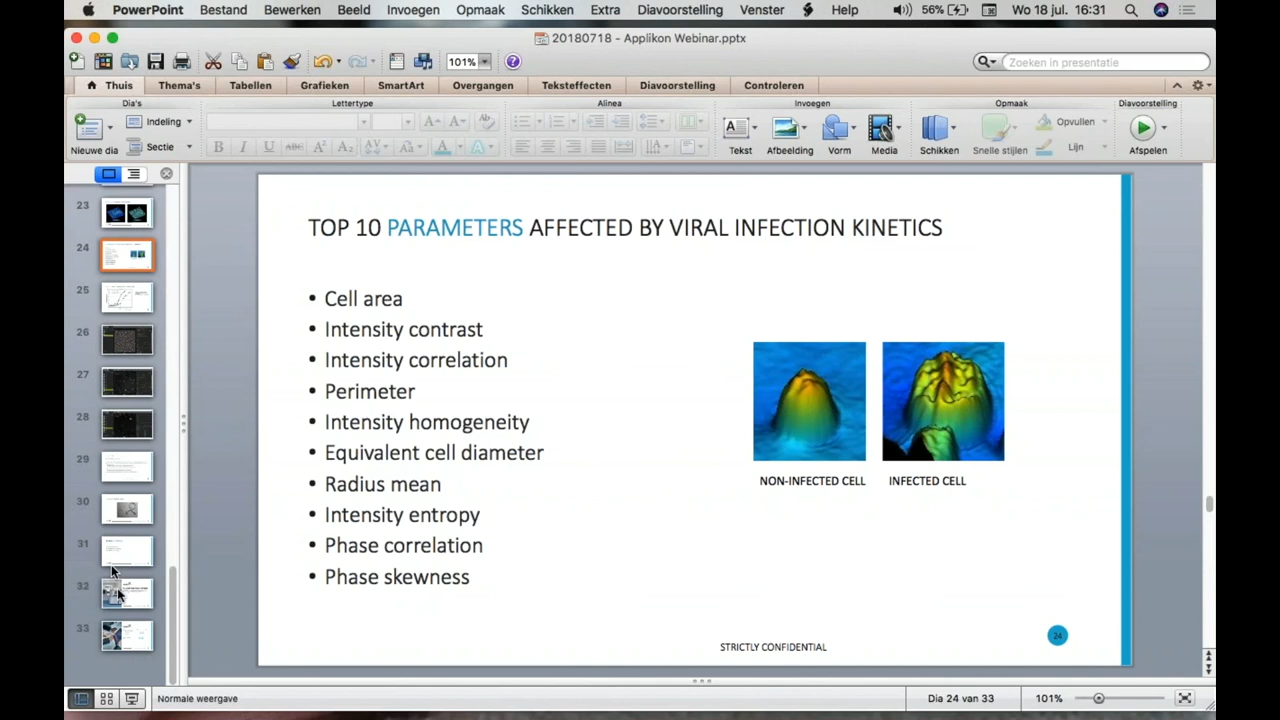 PowerPoint Bestand Bewerken Beeld Invoegen Opmaak Schikken Extra Diavoorstelling Venster Help 56% Wo 18 jul. 16:31
20180718 - Applikon Webinar.pptx
101% Zoeken in presentatie
Thuis Thema's Tabellen Grafieken SmartArt Overgangen Teksteffecten Diavoorstelling Controleren
Dia's Lettertype Alinea Invoegen Opmaak Diavoorstelling
Nieuwe dia Indeling Sectie Tekst Afbeelding Vorm Media Schikken Snelle stijlen Opvullen Lijn Afspelen
23
24
25
26
27
28
29
30
31
32
33
TOP 10 PARAMETERS AFFECTED BY VIRAL INFECTION KINETICS
• Cell area
• Intensity contrast
• Intensity correlation
• Perimeter
• Intensity homogeneity
• Equivalent cell diameter
• Radius mean
• Intensity entropy
• Phase correlation
• Phase skewness
NON-INFECTED CELL INFECTED CELL
STRICTLY CONFIDENTIAL
24
Normale weergave Dia 24 van 33 101%